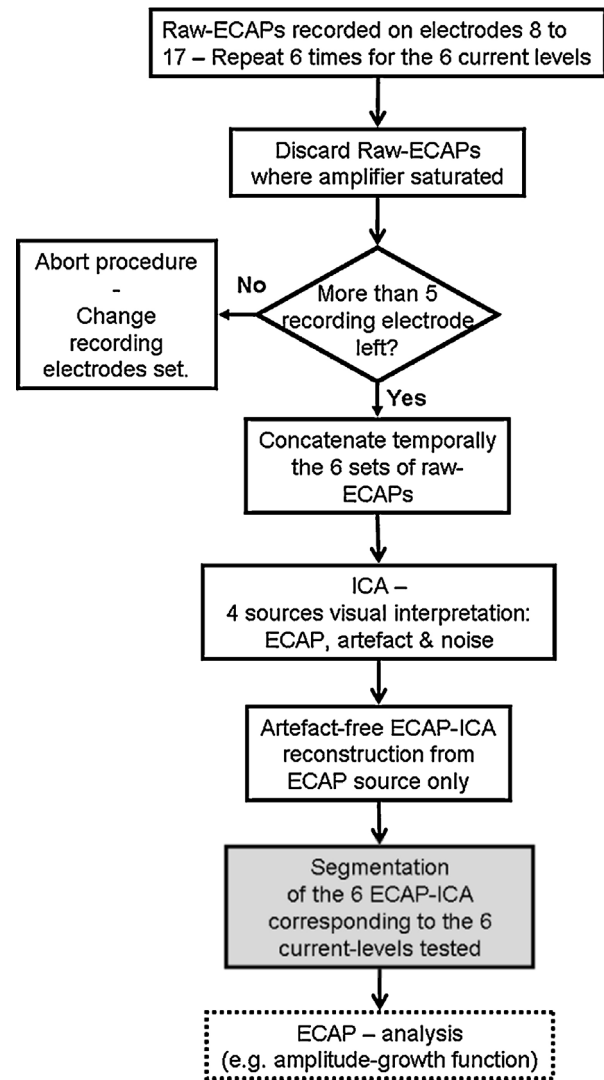 Raw-ECAPs recorded on electrodes 8 to
17 – Repeat 6 times for the 6 current levels
Discard Raw-ECAPs
where amplifier saturated
More than 5
recording electrode
left?
No
Abort procedure
-
Change
recording
electrodes set.
Yes
Concatenate temporally
the 6 sets of raw-
ECAPs
ICA –
4 sources visual interpretation:
ECAP, artefact & noise
Artefact-free ECAP-ICA
reconstruction from
ECAP source only
Segmentation
of the 6 ECAP-ICA
corresponding to the 6
current-levels tested
ECAP – analysis
(e.g. amplitude-growth function)